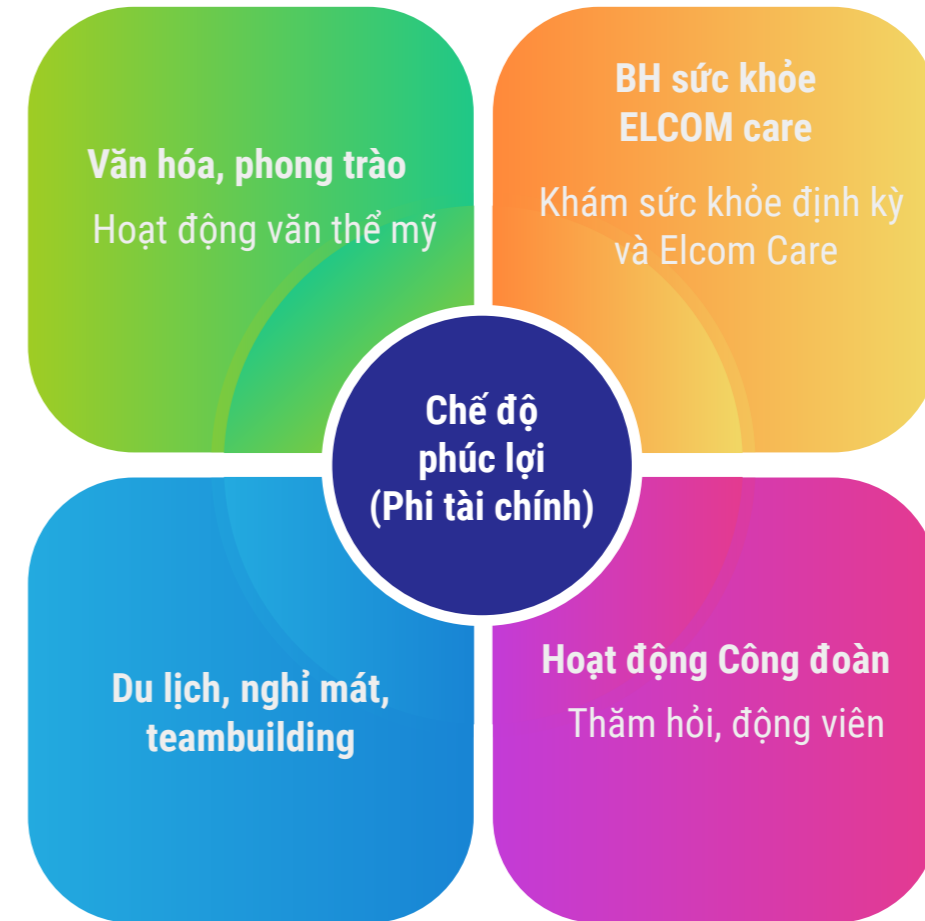 Văn hóa, phong trào
Hoạt động văn thể mỹ
BH sức khỏe
ELCOM care
Khám sức khỏe định kỳ
và Elcom Care
Chế độ
phúc lợi
(Phi tài chính)
Du lịch, nghỉ mát,
teambuilding
Hoạt động Công đoàn
Thăm hỏi, động viên